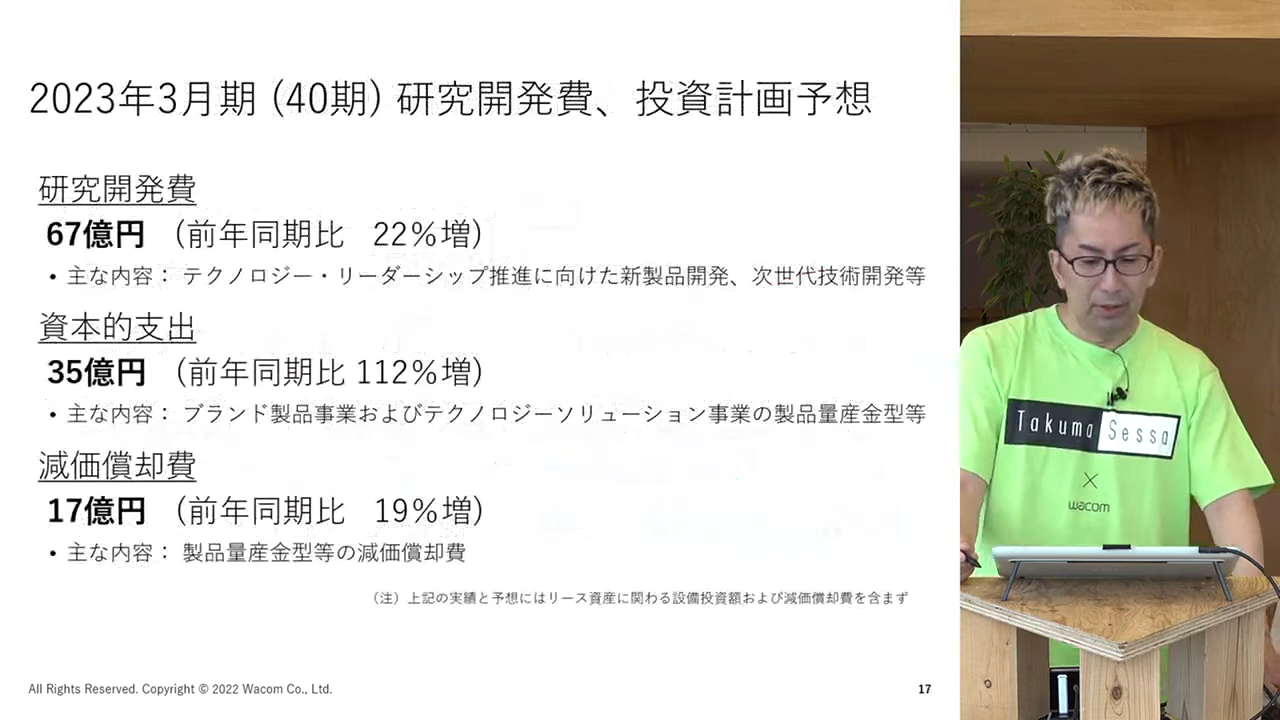 2023年3月期 (40期) 研究開発費、投資計画予想
研究開発費
67億円 （前年同期比 22％増）
• 主な内容： テクノロジー・リーダーシップ推進に向けた新製品開発、次世代技術開発等
資本的支出
35億円 （前年同期比 112％増）
• 主な内容： ブランド製品事業およびテクノロジーソリューション事業の製品量産金型等
減価償却費
17億円 （前年同期比 19％増）
• 主な内容： 製品量産金型等の減価償却費
（注）上記の実績と予想にはリース資産に関わる設備投資額および減価償却費を含まず
All Rights Reserved. Copyright © 2022 Wacom Co., Ltd.
17
Takuma Sessa
×
wacom